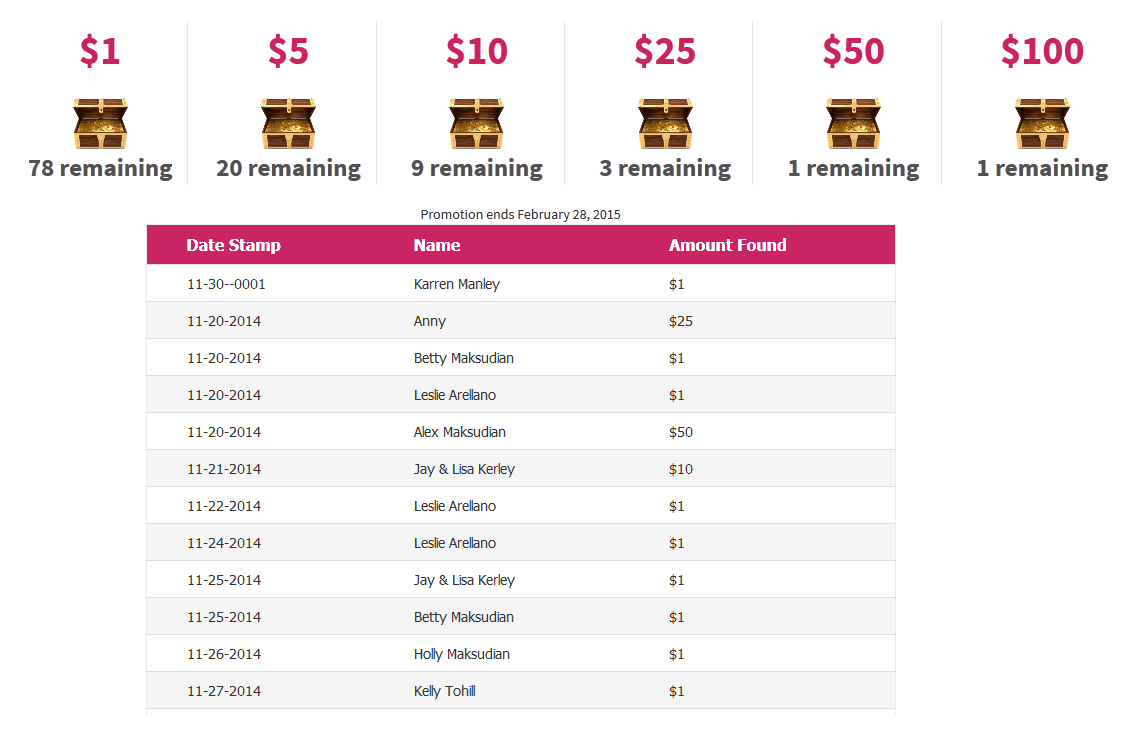 $1 $5 $10 $25 $50 $100
78 remaining 20 remaining 9 remaining 3 remaining 1 remaining 1 remaining
Promotion ends February 28, 2015
Date Stamp Name Amount Found
11-30--0001 Karren Manley $1
11-20-2014 Anny $25
11-20-2014 Betty Maksudian $1
11-20-2014 Leslie Arellano $1
11-20-2014 Alex Maksudian $50
11-21-2014 Jay & Lisa Kerley $10
11-22-2014 Leslie Arellano $1
11-24-2014 Leslie Arellano $1
11-25-2014 Jay & Lisa Kerley $1
11-25-2014 Betty Maksudian $1
11-26-2014 Holly Maksudian $1
11-27-2014 Kelly Tohill $1